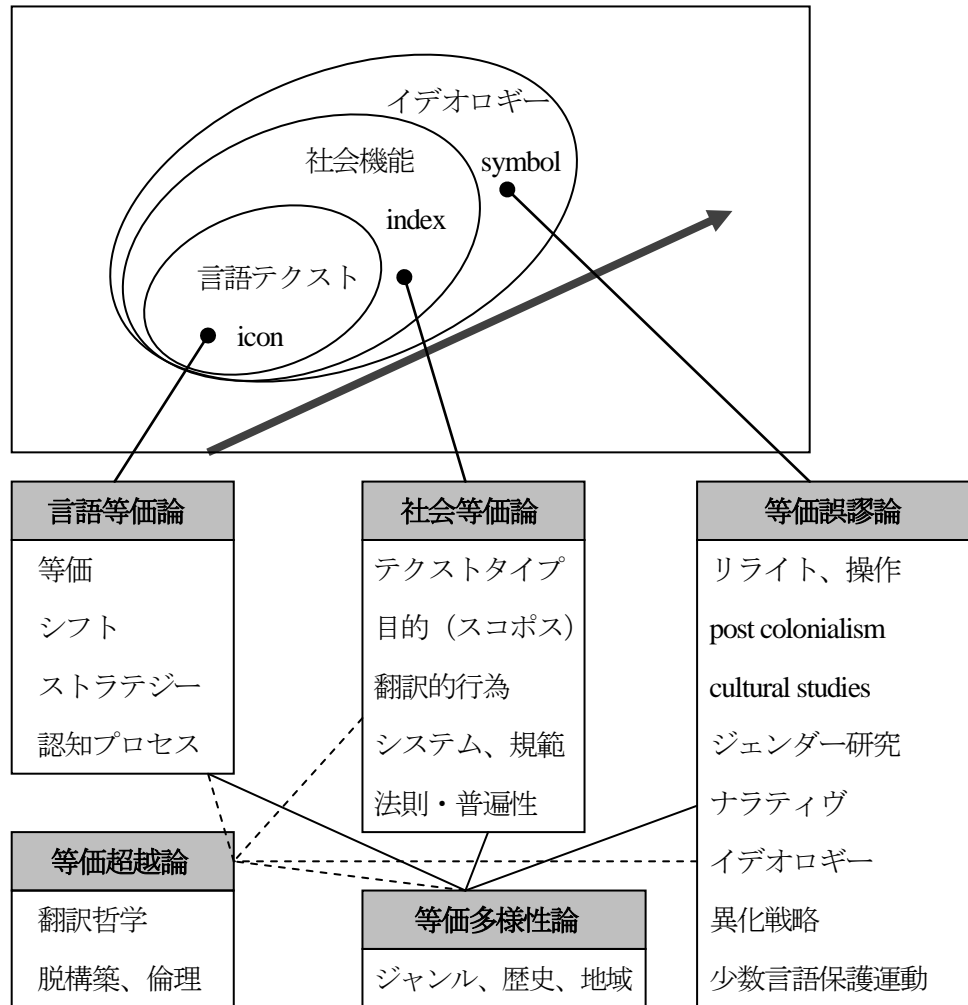 イデオロギー
社会機能
symbol
index
言語テクスト
icon
言語等価論
等価
シフト
ストラテジー
認知プロセス
社会等価論
テクストタイプ
目的（スコポス）
翻訳的行為
システム、規範
法則・普遍性
等価誤謬論
リライト、操作
post colonialism
cultural studies
ジェンダー研究
ナラティヴ
イデオロギー
異化戦略
少数言語保護運動
等価超越論
翻訳哲学
脱構築、倫理
等価多様性論
ジャンル、歴史、地域